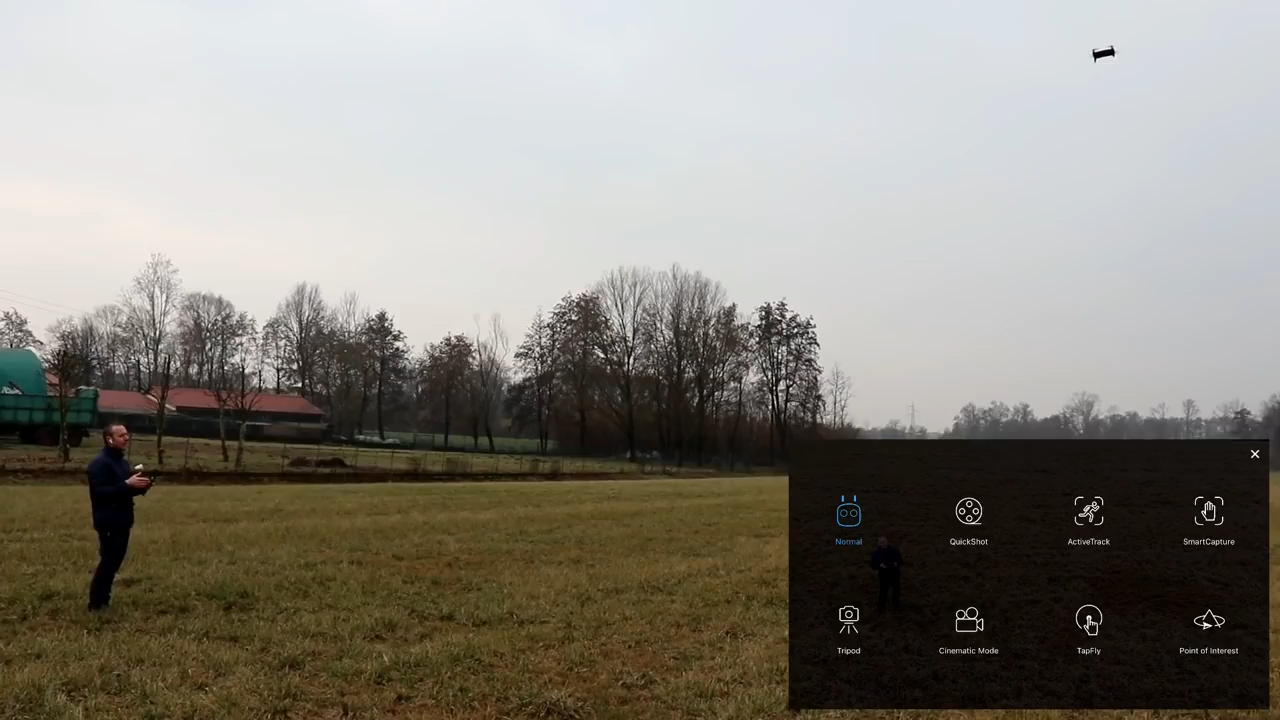 Normal
QuickShot
ActiveTrack
SmartCapture
Tripod
Cinematic Mode
TapFly
Point of Interest